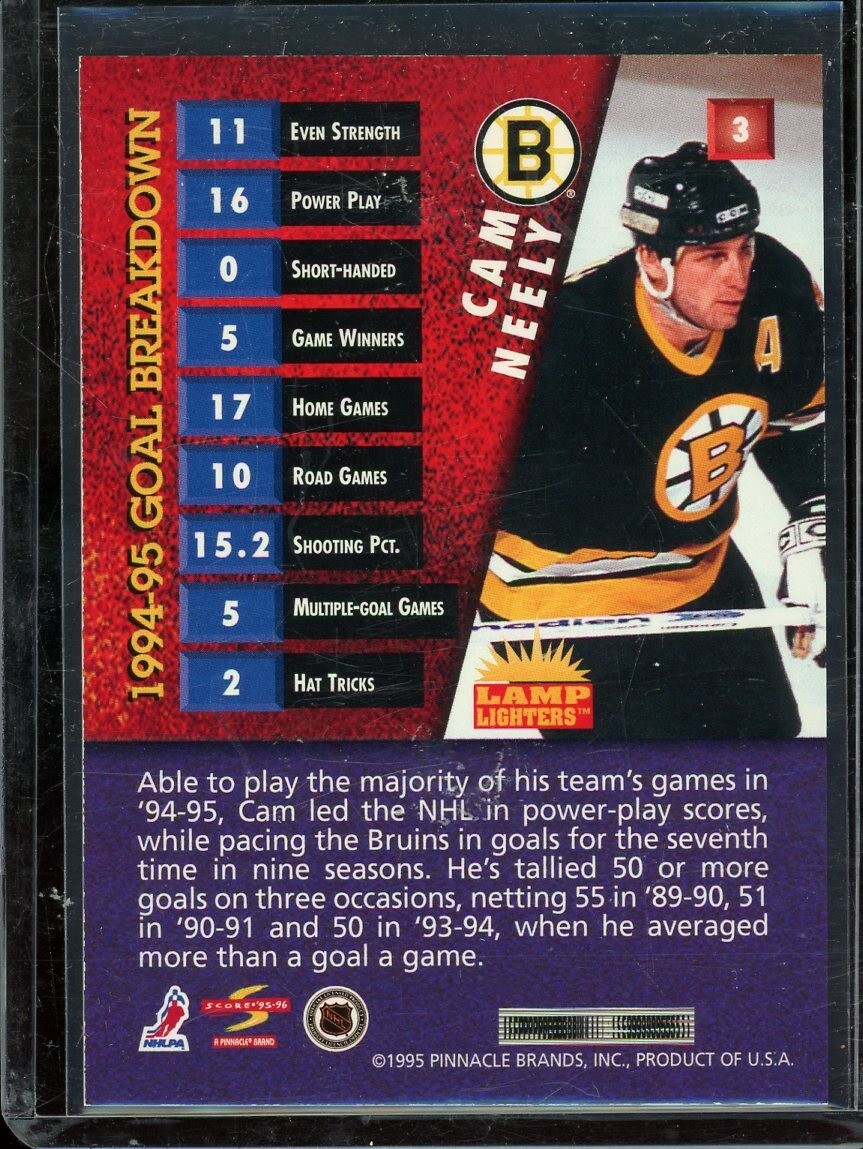 1994-95 GOAL BREAKDOWN
11 EVEN STRENGTH
16 POWER PLAY
0 SHORT-HANDED
5 GAME WINNERS
17 HOME GAMES
10 ROAD GAMES
15.2 SHOOTING PCT.
5 MULTIPLE-GOAL GAMES
2 HAT TRICKS
B
®
CAM
NEELY
3
A
B
nadien
LAMP
LIGHTERS™
Able to play the majority of his team's games in
'94-95, Cam led the NHL in power-play scores,
while pacing the Bruins in goals for the seventh
time in nine seasons. He's tallied 50 or more
goals on three occasions, netting 55 in '89-90, 51
in '90-91 and 50 in '93-94, when he averaged
more than a goal a game.
NHLPA
SCORE® '95-96
A PINNACLE® BRAND
NHL
©1995 PINNACLE BRANDS, INC., PRODUCT OF U.S.A.